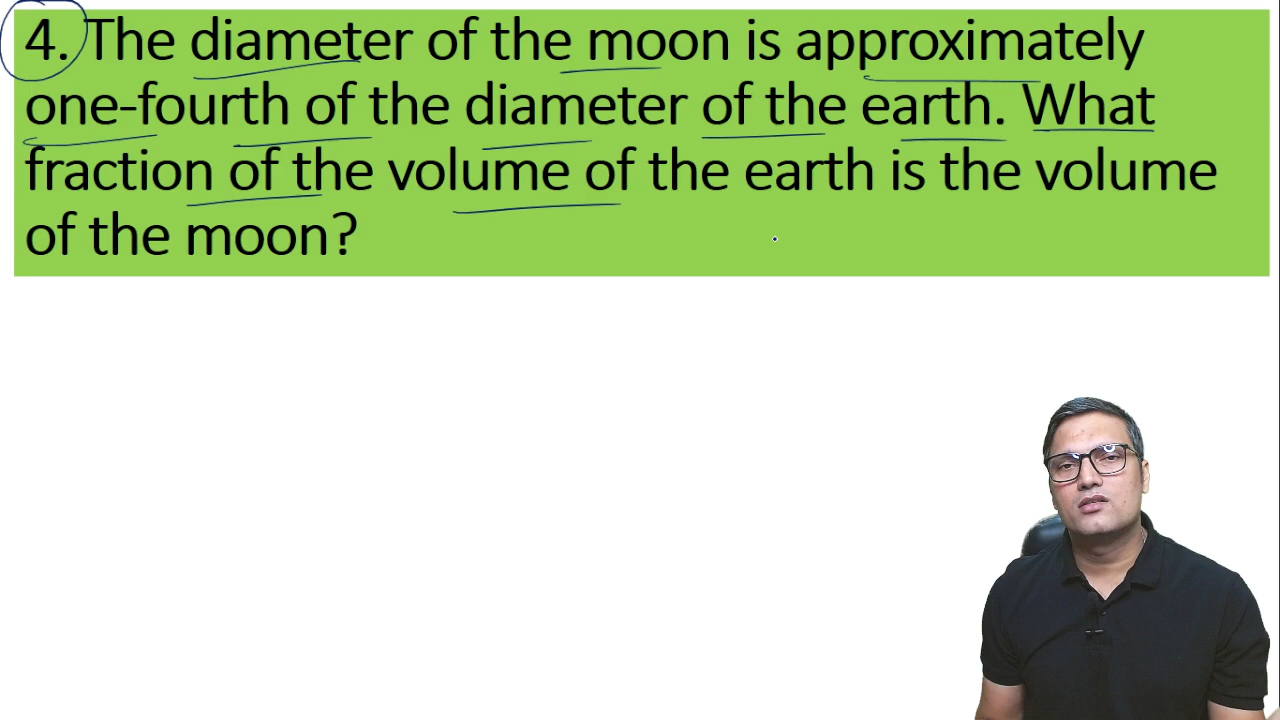 4. The diameter of the moon is approximately
one-fourth of the diameter of the earth. What
fraction of the volume of the earth is the volume
of the moon?